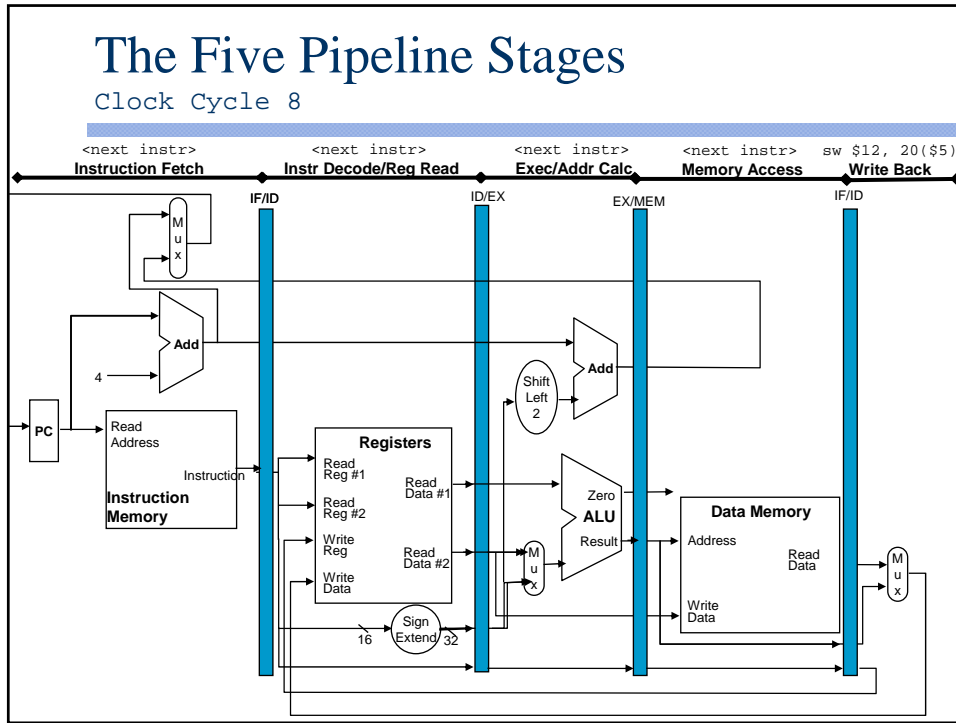 The Five Pipeline Stages
Clock Cycle 8
<next instr> <next instr> <next instr> <next instr> sw $12, 20($5)
Instruction Fetch Instr Decode/Reg Read Exec/Addr Calc Memory Access Write Back
IF/ID ID/EX EX/MEM IF/ID
M
u
x
Add
4
Add
Shift
Left
2
PC
Read
Address
Instruction
Instruction
Memory
Registers
Read
Reg #1
Read
Reg #2
Write
Reg
Write
Data
Read
Data #1
Read
Data #2
16
Sign
Extend
32
M
u
x
Zero
ALU
Result
Data Memory
Address
Read
Data
Write
Data
M
u
x